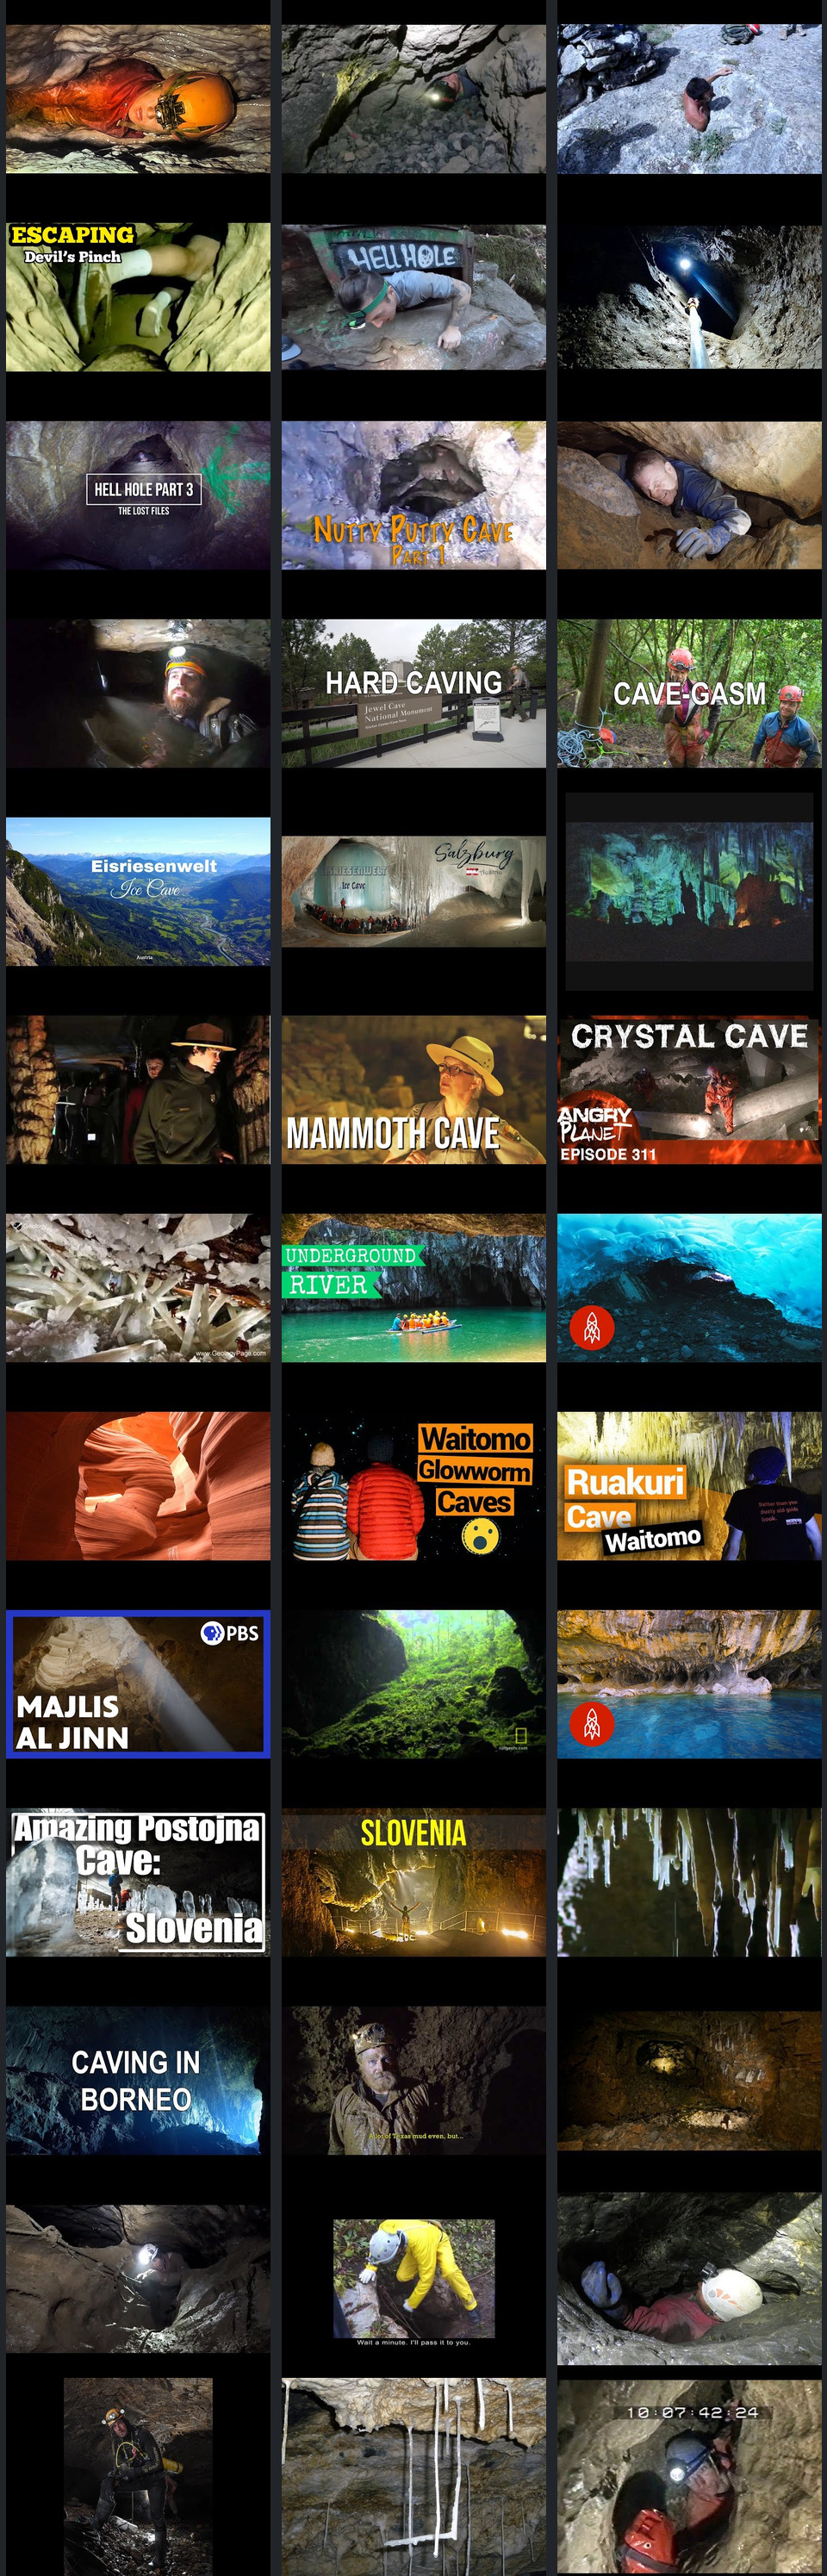 ESCAPING
Devil's Pinch
HELL HOLE
HELL HOLE PART 3
THE LOST FILES
NUTTY PUTTY CAVE
PART 1
HARD CAVING
Jewel Cave
National Monument
CAVE-GASM
Eisriesenwelt
Ice Cave
Austria
EISRIESENWELT
Ice Cave
Salzburg
Austria
MAMMOTH CAVE
CRYSTAL CAVE
ANGRY
PLANET
EPISODE 311
www.GeologyPage.com
UNDERGROUND
RIVER
Waitomo
Glowworm
Caves
Ruakuri
Cave
Waitomo
PBS
MAJLIS
AL JINN
Amazing Postojna
Cave:
Slovenia
SLOVENIA
CAVING IN
BORNEO
A lot of Texas mud even, but...
Wait a minute. I'll pass it to you.
10:07:42:24